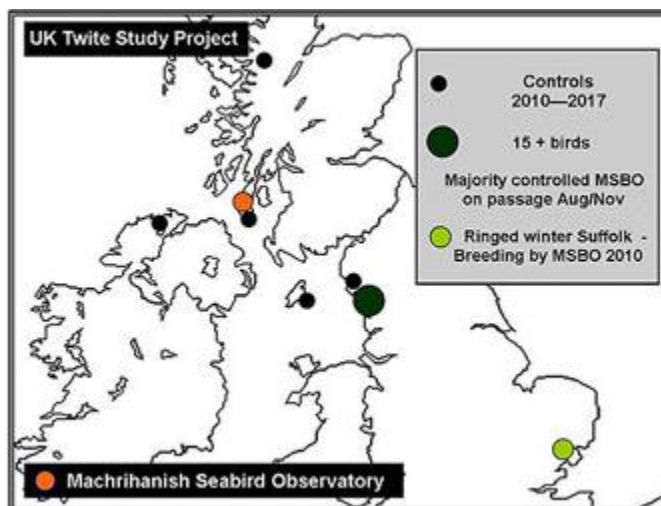 UK Twite Study Project
Controls
2010—2017
15 + birds
Majority controlled MSBO
on passage Aug/Nov
Ringed winter Suffolk -
Breeding by MSBO 2010
Machrihanish Seabird Observatory